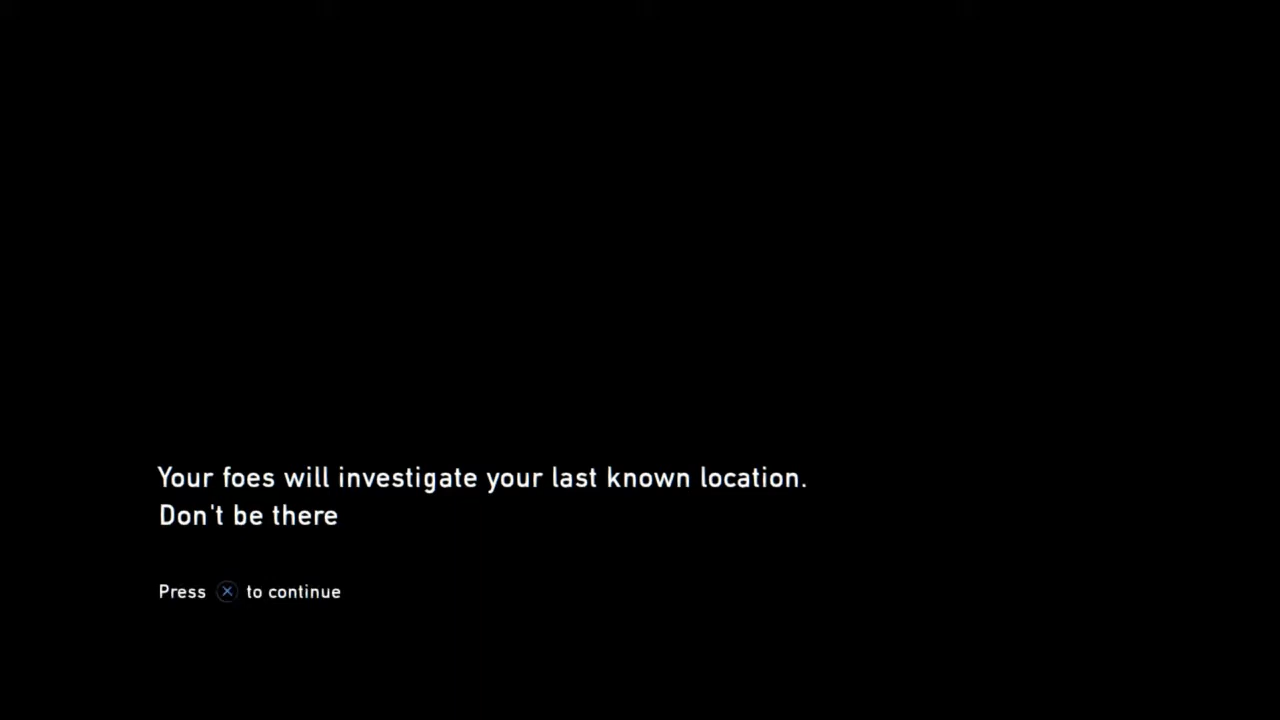 Your foes will investigate your last known location.
Don't be there
Press ⓧ to continue